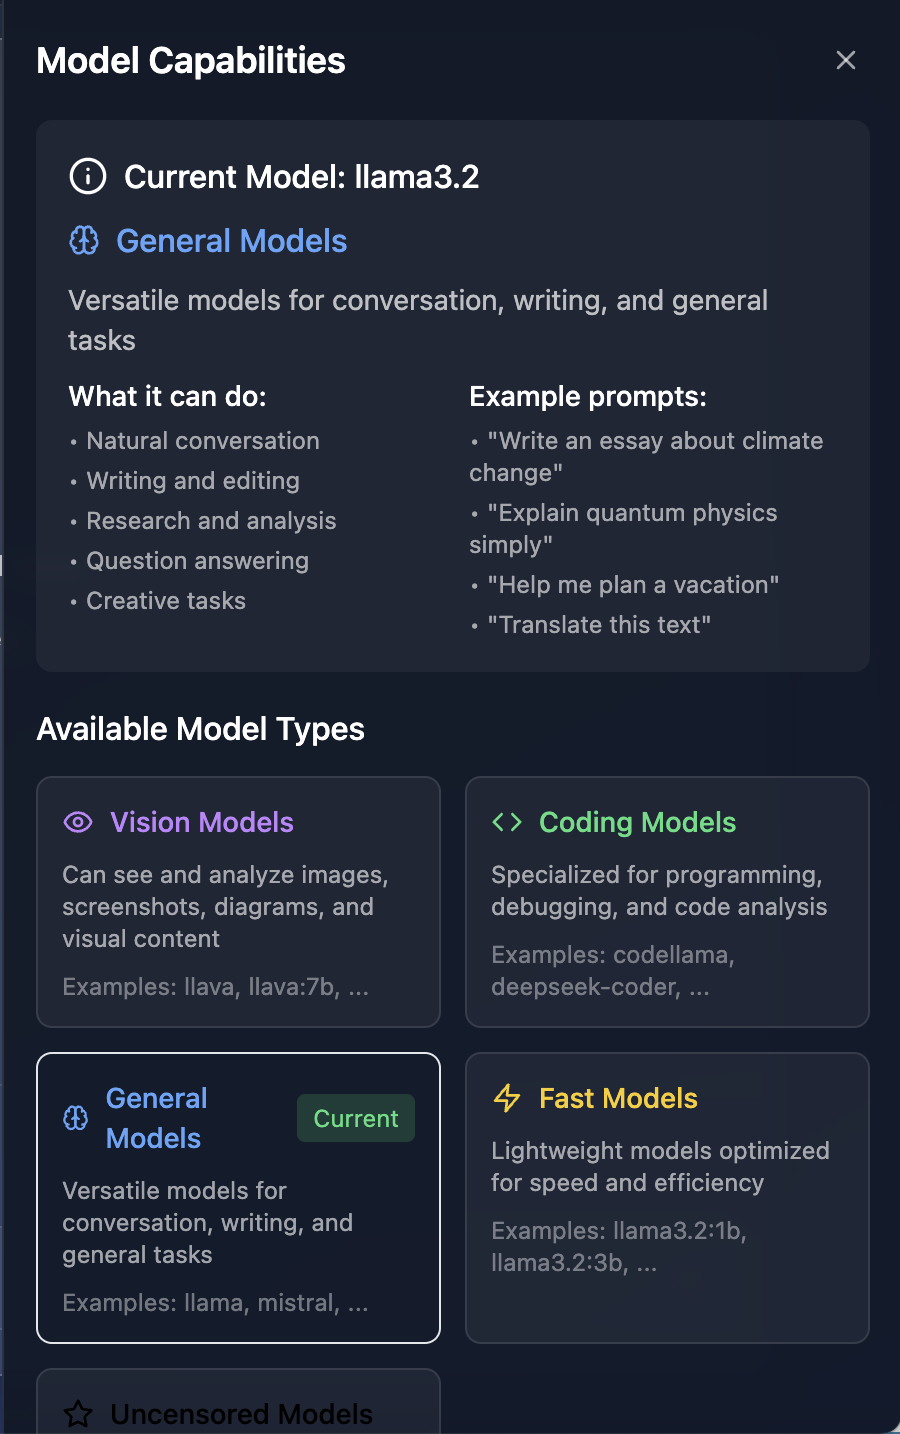 Model Capabilities
Current Model: llama3.2
General Models
Versatile models for conversation, writing, and general
tasks
What it can do:
• Natural conversation
• Writing and editing
• Research and analysis
• Question answering
• Creative tasks
Example prompts:
• "Write an essay about climate
change"
• "Explain quantum physics
simply"
• "Help me plan a vacation"
• "Translate this text"
Available Model Types
Vision Models
Can see and analyze images,
screenshots, diagrams, and
visual content
Examples: llava, llava:7b, ...
Coding Models
Specialized for programming,
debugging, and code analysis
Examples: codellama,
deepseek-coder, ...
General
Models
Current
Versatile models for
conversation, writing, and
general tasks
Examples: llama, mistral, ...
Fast Models
Lightweight models optimized
for speed and efficiency
Examples: llama3.2:1b,
llama3.2:3b, ...
Uncensored Models